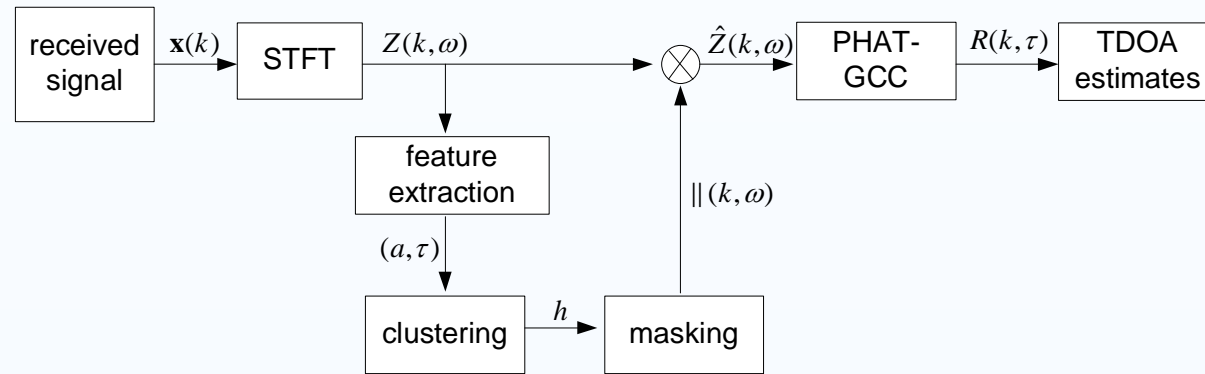 received
signal
𝐱(k)
STFT
Z(k,ω)
Ẑ(k,ω)
PHAT-
GCC
R(k,τ)
TDOA
estimates
feature
extraction
||(k,ω)
(a,τ)
clustering
h
masking